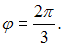 φ = 2π/3.